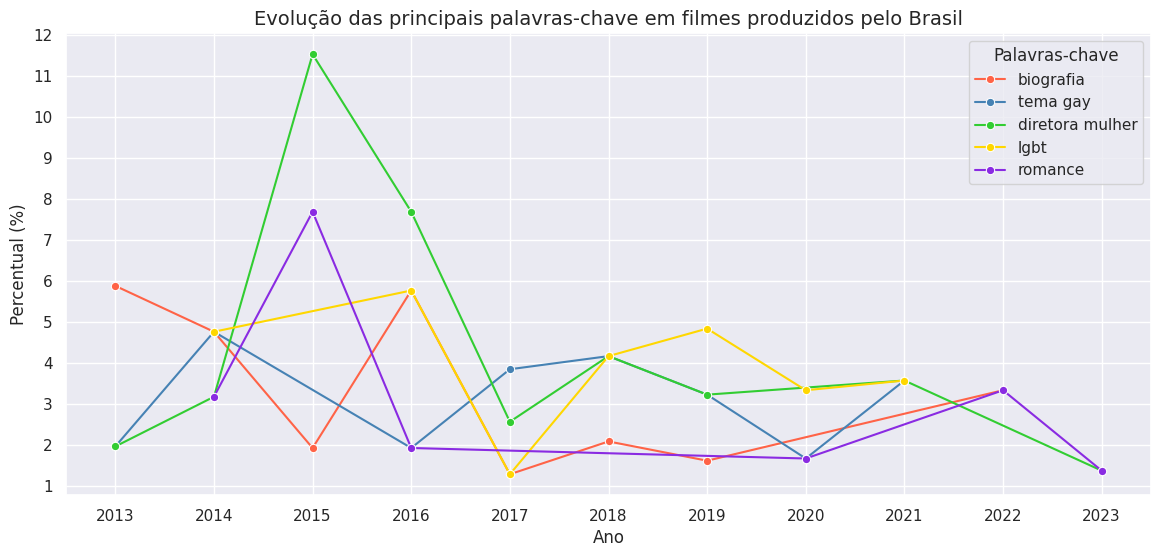 Evolução das principais palavras-chave em filmes produzidos pelo Brasil
12
11
10
9
8
7
6
5
4
3
2
1
Percentual (%)
Palavras-chave
biografia
tema gay
diretora mulher
lgbt
romance
2013 2014 2015 2016 2017 2018 2019 2020 2021 2022 2023
Ano